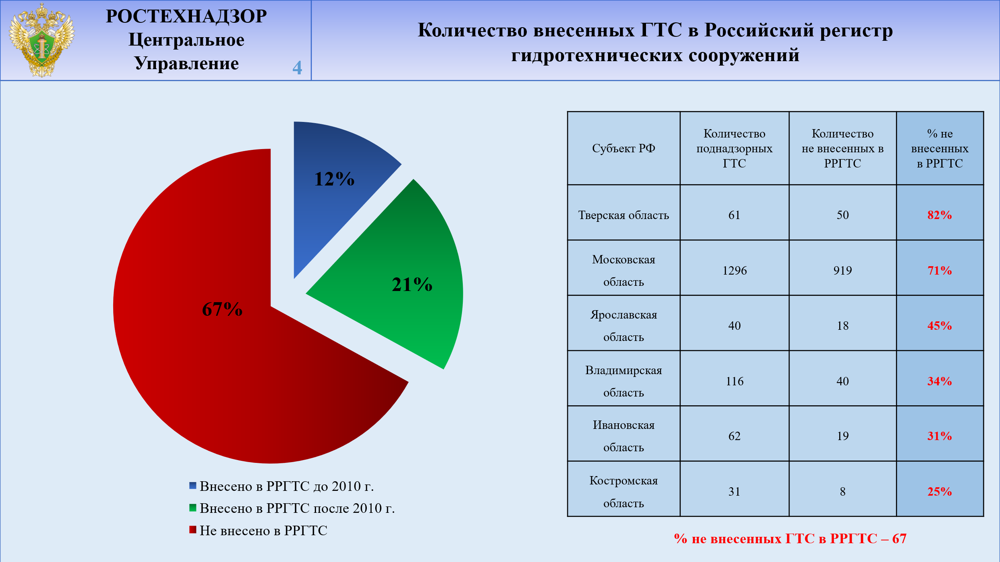 РОСТЕХНАДЗОР
Центральное
Управление
4
Количество внесенных ГТС в Российский регистр
гидротехнических сооружений
12%
21%
67%
Внесено в РРГТС до 2010 г.
Внесено в РРГТС после 2010 г.
Не внесено в РРГТС
Субъект РФ
Количество
поднадзорных
ГТС
Количество
не внесенных в
РРГТС
% не
внесенных
в РРГТС
Тверская область
61
50
82%
Московская
область
1296
919
71%
Ярославская
область
40
18
45%
Владимирская
область
116
40
34%
Ивановская
область
62
19
31%
Костромская
область
31
8
25%
% не внесенных ГТС в РРГТС – 67